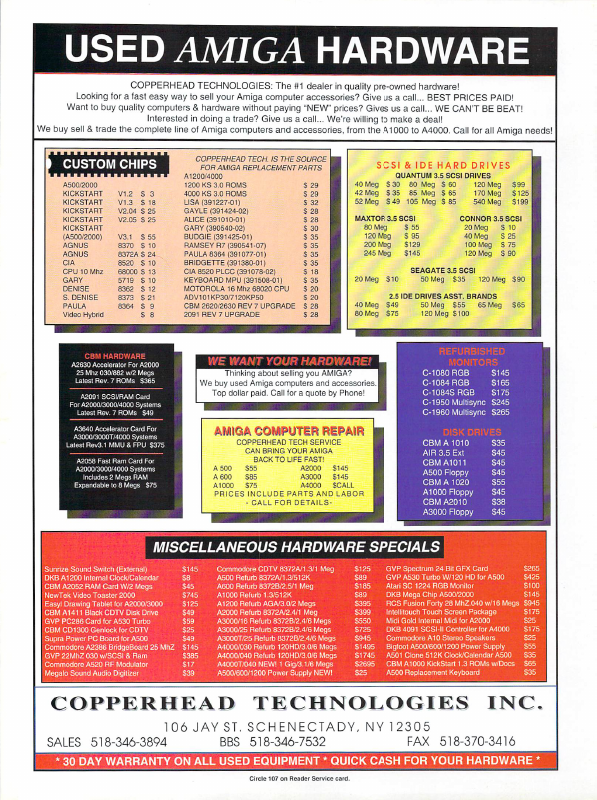 USED AMIGA HARDWARE
COPPERHEAD TECHNOLOGIES: The #1 dealer in quality pre-owned hardware!
Looking for a fast easy way to sell your Amiga computer accessories? Give us a call... BEST PRICES PAID!
Want to buy quality computers & hardware without paying "NEW" prices? Gives us a call... WE CAN'T BE BEAT!
Interested in doing a trade? Give us a call... We're willing to make a deal!
We buy sell & trade the complete line of Amiga computers and accessories, from the A1000 to A4000. Call for all Amiga needs!
CUSTOM CHIPS
COPPERHEAD TECH. IS THE SOURCE
FOR AMIGA REPLACEMENT PARTS
A500/2000
KICKSTART V1.2 $ 3
KICKSTART V1.3 $ 18
KICKSTART V2.04 $ 25
KICKSTART V2.05 $ 25
KICKSTART
(A500/2000) V3.1 $ 55
AGNUS 8370 $ 10
AGNUS 8372A $ 24
CIA 8520 $ 10
CPU 10 Mhz 68000 $ 13
GARY 5719 $ 10
DENISE 8362 $ 12
S. DENISE 8373 $ 21
PAULA 8364 $ 9
Video Hybrid $ 8
A1200/4000
1200 KS 3.0 ROMS $ 29
4000 KS 3.0 ROMS $ 29
LISA (391227-01) $ 32
GAYLE (391424-02) $ 28
ALICE (391010-01) $ 28
GARY (390540-02) $ 30
BUDGIE (391425-01) $ 35
RAMSEY R7 (390541-07) $ 35
PAULA 8364 (391077-01) $ 35
BRIDGETTE (391380-01) $ 35
CIA 8520 PLCC (391078-02) $ 18
KEYBOARD MPU (391508-01) $ 35
MOTOROLA 16 Mhz 68020 CPU $ 20
ADV101KP30/7120KP50 $ 20
CBM 2620/2630 REV 7 UPGRADE $ 28
2091 REV 7 UPGRADE $ 28
SCSI & IDE HARD DRIVES
QUANTUM 3.5 SCSI DRIVES
40 Meg $ 30 80 Meg $ 60 120 Meg $99
42 Meg $ 35 85 Meg $ 65 170 Meg $125
52 Meg $ 49 105 Meg $ 85 540 Meg $195
MAXTOR 3.5 SCSI
80 Meg $ 55
120 Meg $ 95
200 Meg $129
245 Meg $145
CONNOR 3.5 SCSI
20 Meg $ 10
40 Meg $ 25
100 Meg $ 75
120 Meg $ 90
SEAGATE 3.5 SCSI
20 Meg $10 50 Meg $35 120 Meg $90
2.5 IDE DRIVES ASST. BRANDS
40 Meg $49 50 Meg $55 65 Meg $65
80 Meg $75 120 Meg $100
CBM HARDWARE
A2630 Accelerator For A2000
25 Mhz 030/882 w/2 Megs
Latest Rev. 7 ROMs $365
A2091 SCSI/RAM Card
For A2000/3000/4000 Systems
Latest Rev. 7 ROMs $49
A3640 Accelerator Card For
A3000/3000T/4000 Systems
Latest Rev3.1 MMU & FPU $375
A2058 Fast Ram Card For
A2000/3000/4000 Systems
Includes 2 Megs RAM
Expandable to 8 Megs $75
WE WANT YOUR HARDWARE!
Thinking about selling you AMIGA?
We buy used Amiga computers and accessories.
Top dollar paid. Call for a quote by Phone!
AMIGA COMPUTER REPAIR
COPPERHEAD TECH SERVICE
CAN BRING YOUR AMIGA
BACK TO LIFE FAST!
A 500 $55 A2000 $145
A 600 $85 A3000 $145
A1000 $75 A4000 $CALL
PRICES INCLUDE PARTS AND LABOR
- CALL FOR DETAILS-
REFURBISHED
MONITORS
C-1080 RGB $145
C-1084 RGB $165
C-1084S RGB $175
C-1950 Multisync $245
C-1960 Multisync $265
DISK DRIVES
CBM A 1010 $35
AIR 3.5 Ext $45
CBM A1011 $45
A500 Floppy $45
CBM A 1020 $55
A1000 Floppy $45
CBM A2010 $38
A3000 Floppy $45
MISCELLANEOUS HARDWARE SPECIALS
Sunrize Sound Switch (External) $145
DKB A1200 Internal Clock/Calendar $8
CBM A2052 RAM Card W/2 Megs $45
NewTek Video Toaster 2000 $745
Easyl Drawing Tablet for A2000/3000 $125
CBM A1411 Black CDTV Disk Drive $49
GVP PC286 Card for A530 Turbo $59
CBM CD1300 Genlock for CDTV $25
Supra Power PC Board for A500 $49
Commodore A2386 BridgeBoard 25 MhZ $145
GVP 22MhZ 030 w/SCSI & Ram $385
Commodore A520 RF Modulator $17
Megalo Sound Audio Digitizer $39
Commodore CDTV 8372A/1.3/1 Meg $125
A500 Refurb 8372A/1.3/512K $89
A600 Refurb 8372B/2.5/1 Meg $185
A1000 Refurb 1.3/512K $89
A1200 Refurb AGA/3.0/2 Megs $395
A2000 Refurb 8372A/2.4/1 Meg $399
A3000/16 Refurb 8372B/2.4/6 Megs $550
A3000/25 Refurb 8372B/2.4/6 Megs $725
A3000T/25 Refurb 8372B/2.4/6 Megs $945
A4000/030 Refurb 120HD/3.0/6 Megs $1495
A4000/040 Refurb 120HD/3.0/6 Megs $1745
A4000T/040 NEW! 1 Gig/3.1/6 Megs $2695
A500/600/1200 Power Supply NEW! $25
GVP Spectrum 24 Bit GFX Card $265
GVP A530 Turbo W/120 HD for A500 $425
Atari SC 1224 RGB Monitor $100
DKB Mega Chip A500/2000 $145
RCS Fusion Forty 28 MhZ.040 w/16 Megs $945
Intellitouch Touch Screen Package $175
Midi Gold Internal Midi for A2000 $25
DKB 4091 SCSI-II Controller for A4000 $175
Commodore A10 Stereo Speakers $25
Bigfoot A500/600/1200 Power Supply $55
A501 Clone 512K Clock/Calendar A500 $35
CBM A1000 KickStart 1.3 ROMs w/Docs $65
A500 Replacement Keyboard $35
COPPERHEAD TECHNOLOGIES INC.
106 JAY ST. SCHENECTADY, NY 12305
SALES 518-346-3894 BBS 518-346-7532 FAX 518-370-3416
* 30 DAY WARRANTY ON ALL USED EQUIPMENT * QUICK CASH FOR YOUR HARDWARE *
Circle 107 on Reader Service card.